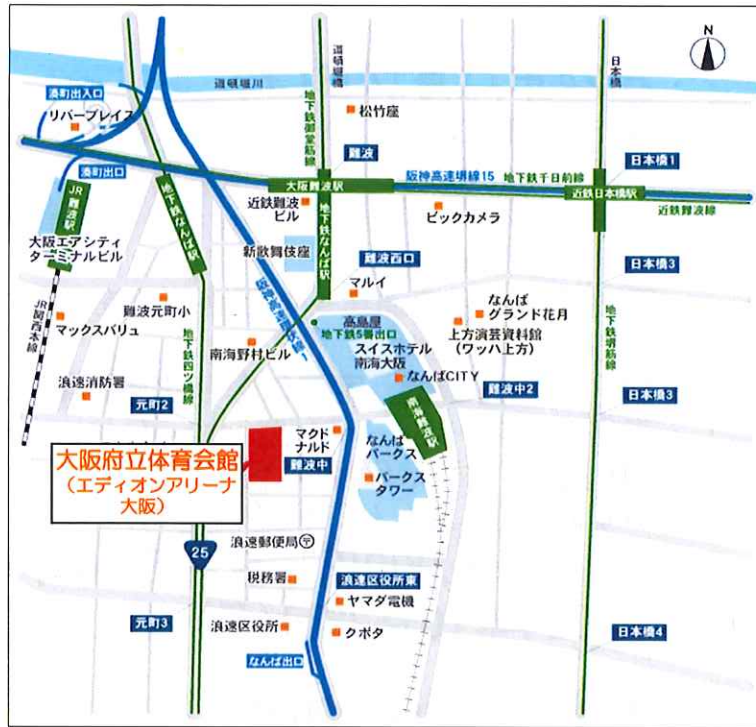 N
道頓堀橋
日本橋
道頓堀川
湊町出入口
リバープレイス
地下鉄御堂筋線
松竹座
難波
日本橋1
阪神高速堺線15
地下鉄千日前線
湊町出口
大阪難波駅
近鉄日本橋駅
近鉄難波線
JR難波駅
地下鉄なんば駅
近鉄難波
ビル
地下鉄なんば駅
ビックカメラ
大阪エアシティ
ターミナルビル
新歌舞伎座
難波西口
日本橋3
阪神高速環状線1
マルイ
なんば
グランド花月
JR関西本線
マックスバリュ
難波元町小
地下鉄四ツ橋線
高島屋
地下鉄5番出口
上方演芸資料館
(ワッハ上方)
地下鉄堺筋線
南海野村ビル
スイスホテル
南海大阪
なんばCITY
難波中2
浪速消防署
元町2
南海難波駅
日本橋3
マクド
ナルド
なんば
パークス
大阪府立体育会館
(エディオンアリーナ
大阪)
難波中
パークス
タワー
25
浪速郵便局〒
税務署
浪速区役所東
ヤマダ電機
元町3
浪速区役所
クボタ
日本橋4
なんば出口